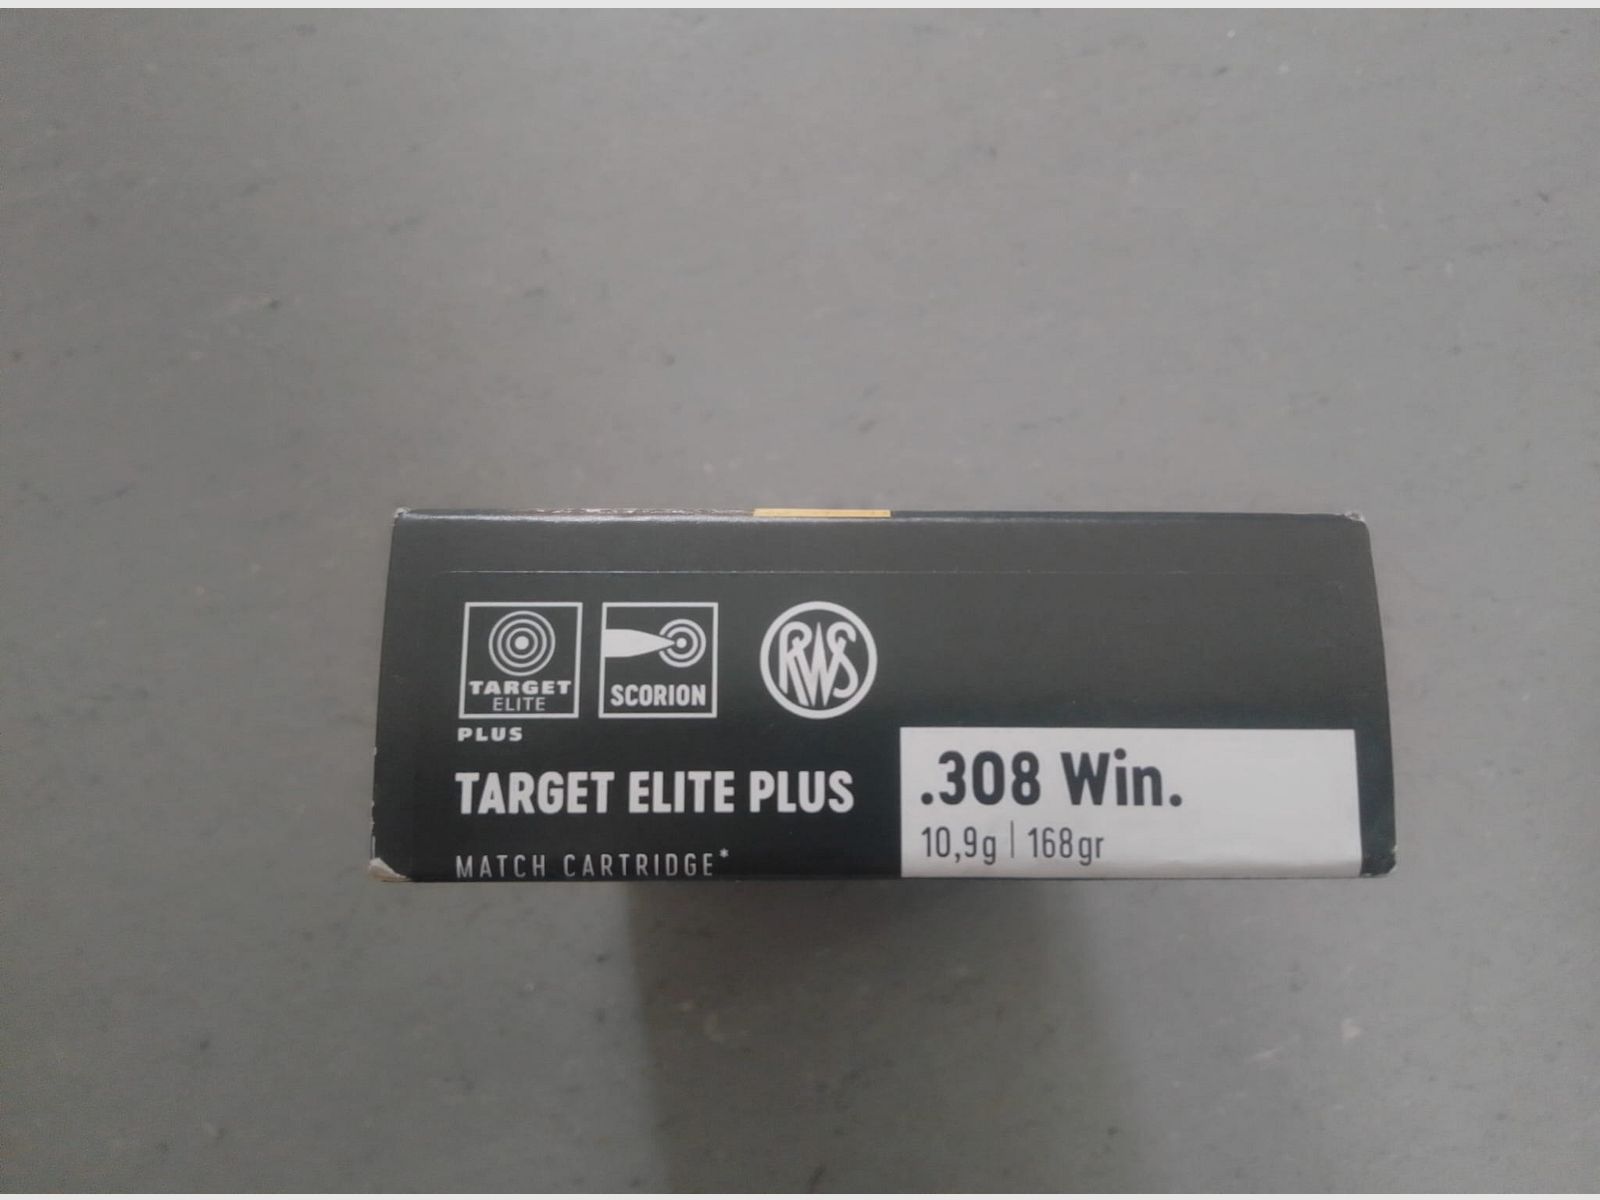 TARGET
ELITE
PLUS
SCORION
RWS
TARGET ELITE PLUS
MATCH CARTRIDGE*
.308 Win.
10,9g | 168gr